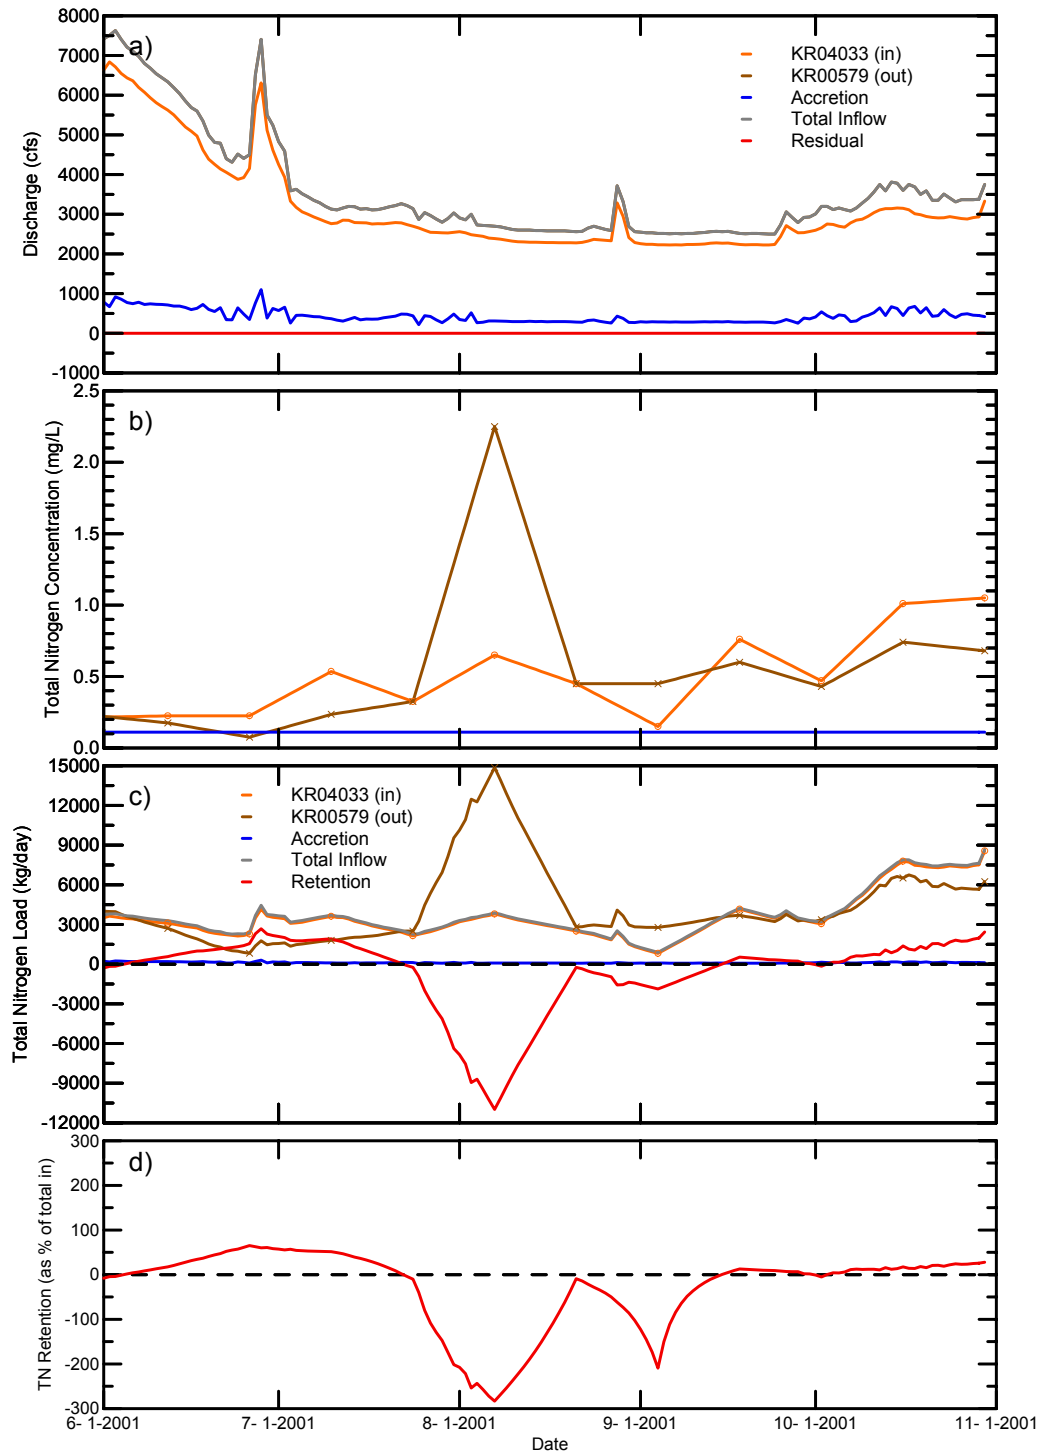 8000
7000
6000
5000
4000
3000
2000
1000
0
-1000
Discharge (cfs)
a)
KR04033 (in)
KR00579 (out)
Accretion
Total Inflow
Residual
2.5
2.0
1.5
1.0
0.5
0.0
Total Nitrogen Concentration (mg/L)
b)
15000
12000
9000
6000
3000
0
-3000
-6000
-9000
-12000
Total Nitrogen Load (kg/day)
c)
KR04033 (in)
KR00579 (out)
Accretion
Total Inflow
Retention
300
200
100
0
-100
-200
-300
TN Retention (as % of total in)
d)
6- 1-2001
7- 1-2001
8- 1-2001
9- 1-2001
10- 1-2001
11- 1-2001
Date